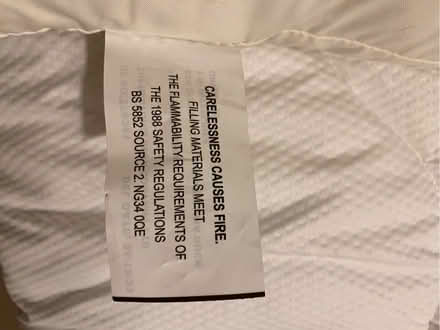 CARELESSNESS CAUSES FIRE.
FILLING MATERIALS MEET
THE FLAMMABILITY REQUIREMENTS OF
THE 1988 SAFETY REGULATIONS
BS 5852 SOURCE 2. NG34 0QE